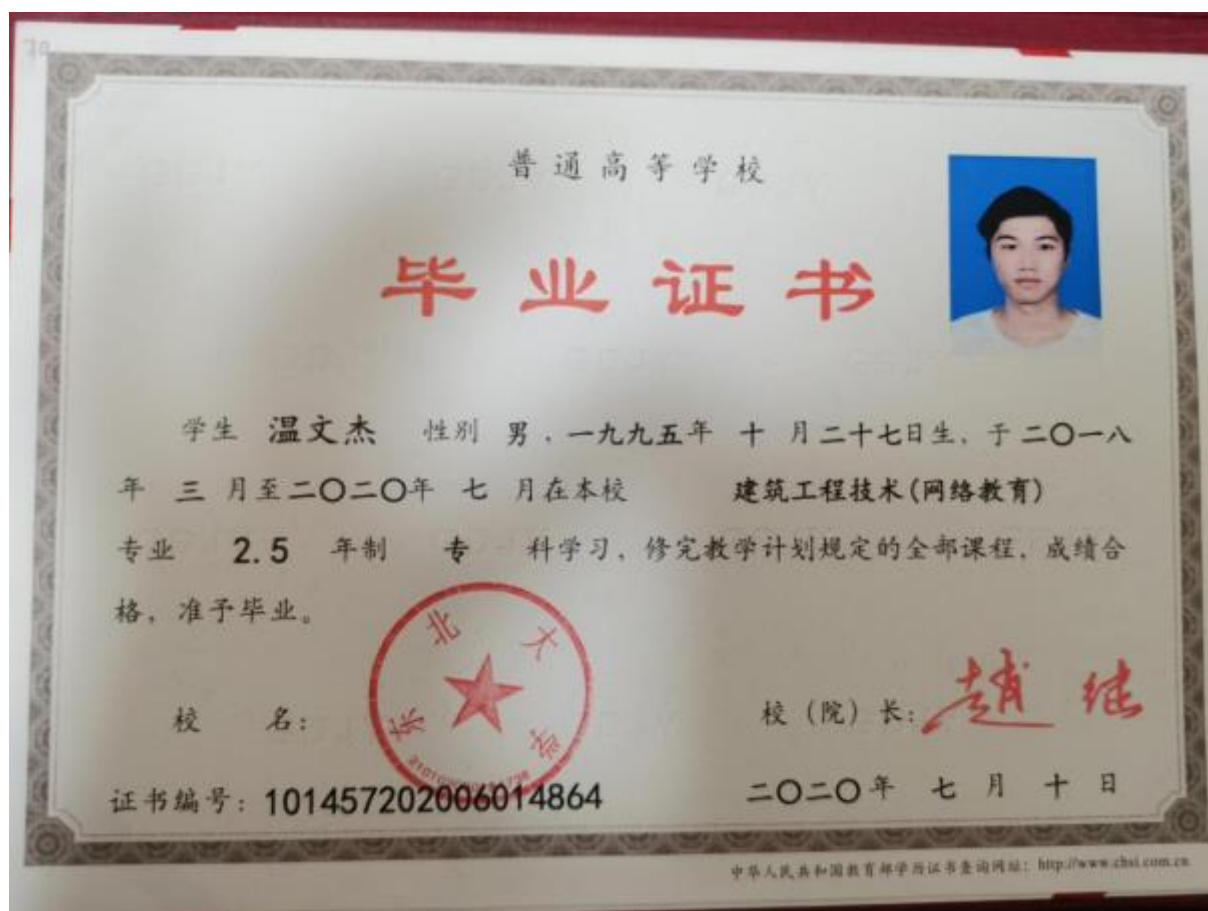 普通高等学校
毕业证书
学生 温文杰 性别 男，一九九五年 十 月二十七日生，于二〇一八
年 三 月至二〇二〇年 七 月在本校 建筑工程技术(网络教育)
专业 2.5 年制 专 科学习，修完教学计划规定的全部课程，成绩合
格，准予毕业。
东北大学
校 名：
校（院）长：赵继
证书编号：101457202006014864
二〇二〇年 七 月 十 日
中华人民共和国教育部学历证书查询网址：http://www.chsi.com.cn